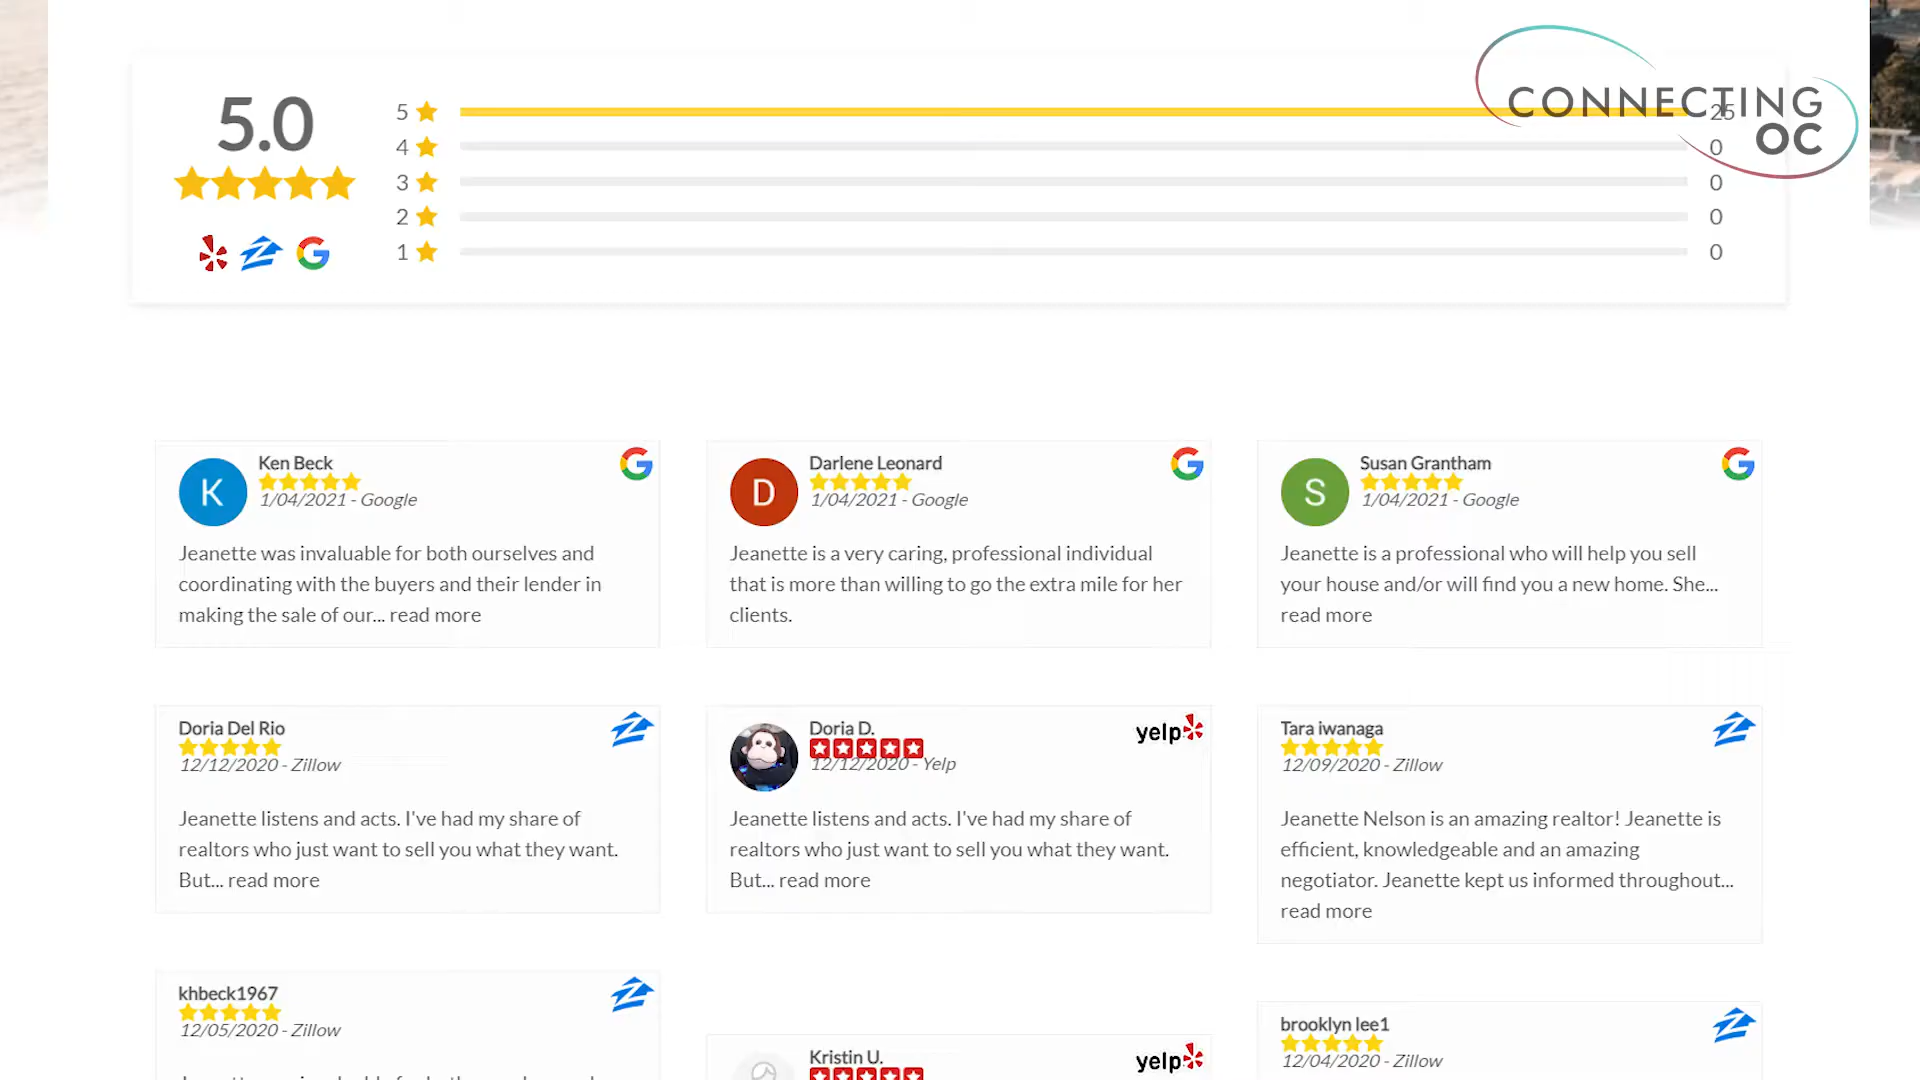 5.0
5 25
4 0
3 0
2 0
1 0
CONNECTING
OC
Ken Beck
1/04/2021 - Google
Jeanette was invaluable for both ourselves and
coordinating with the buyers and their lender in
making the sale of our... read more
Darlene Leonard
1/04/2021 - Google
Jeanette is a very caring, professional individual
that is more than willing to go the extra mile for her
clients.
Susan Grantham
1/04/2021 - Google
Jeanette is a professional who will help you sell
your house and/or will find you a new home. She...
read more
Doria Del Rio
12/12/2020 - Zillow
Jeanette listens and acts. I've had my share of
realtors who just want to sell you what they want.
But... read more
Doria D.
yelp
12/12/2020 - Yelp
Jeanette listens and acts. I've had my share of
realtors who just want to sell you what they want.
But... read more
Tara iwanaga
12/09/2020 - Zillow
Jeanette Nelson is an amazing realtor! Jeanette is
efficient, knowledgeable and an amazing
negotiator. Jeanette kept us informed throughout...
read more
khbeck1967
12/05/2020 - Zillow
Kristin U.
yelp
brooklyn lee1
12/04/2020 - Zillow
K
D
S